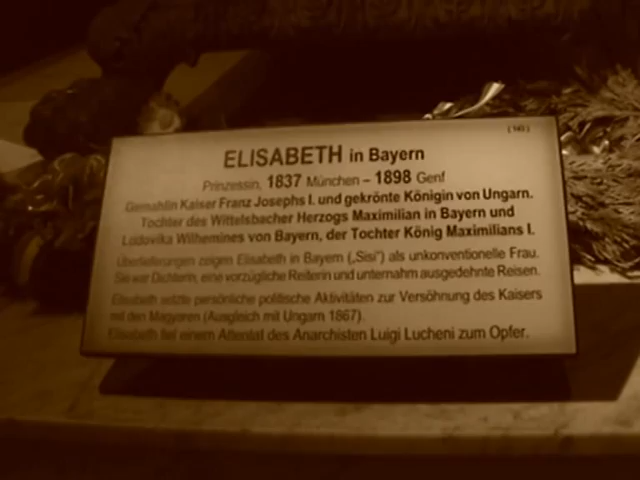 (143)
ELISABETH in Bayern
Prinzessin, 1837 München – 1898 Genf
Gemahlin Kaiser Franz Josephs I. und gekrönte Königin von Ungarn.
Tochter des Wittelsbacher Herzogs Maximilian in Bayern und
Ludovika Wilhemines von Bayern, der Tochter König Maximilians I.
Überlieferungen zeigen Elisabeth in Bayern („Sisi“) als unkonventionelle Frau.
Sie war Dichterin, eine vorzügliche Reiterin und unternahm ausgedehnte Reisen.
Elisabeth setzte persönliche politische Aktivitäten zur Versöhnung des Kaisers
mit den Magyaren (Ausgleich mit Ungarn 1867).
Elisabeth fiel einem Attentat des Anarchisten Luigi Lucheni zum Opfer.